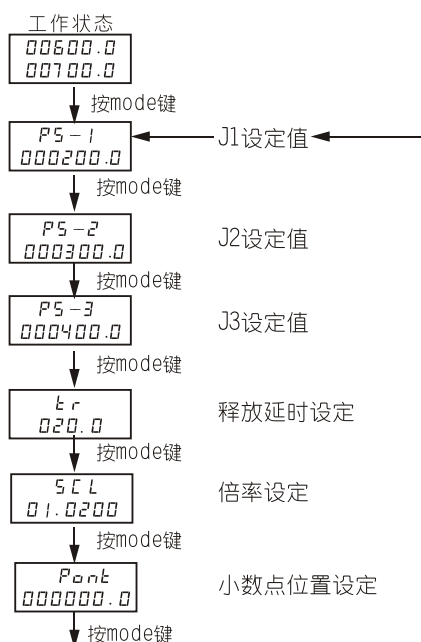 工作状态
00600.0
00700.0
按mode键
PS-1
000200.0
J1设定值
按mode键
PS-2
000300.0
J2设定值
按mode键
PS-3
000400.0
J3设定值
按mode键
tr
020.0
释放延时设定
按mode键
SCL
01.0200
倍率设定
按mode键
Pont
000000.0
小数点位置设定
按mode键